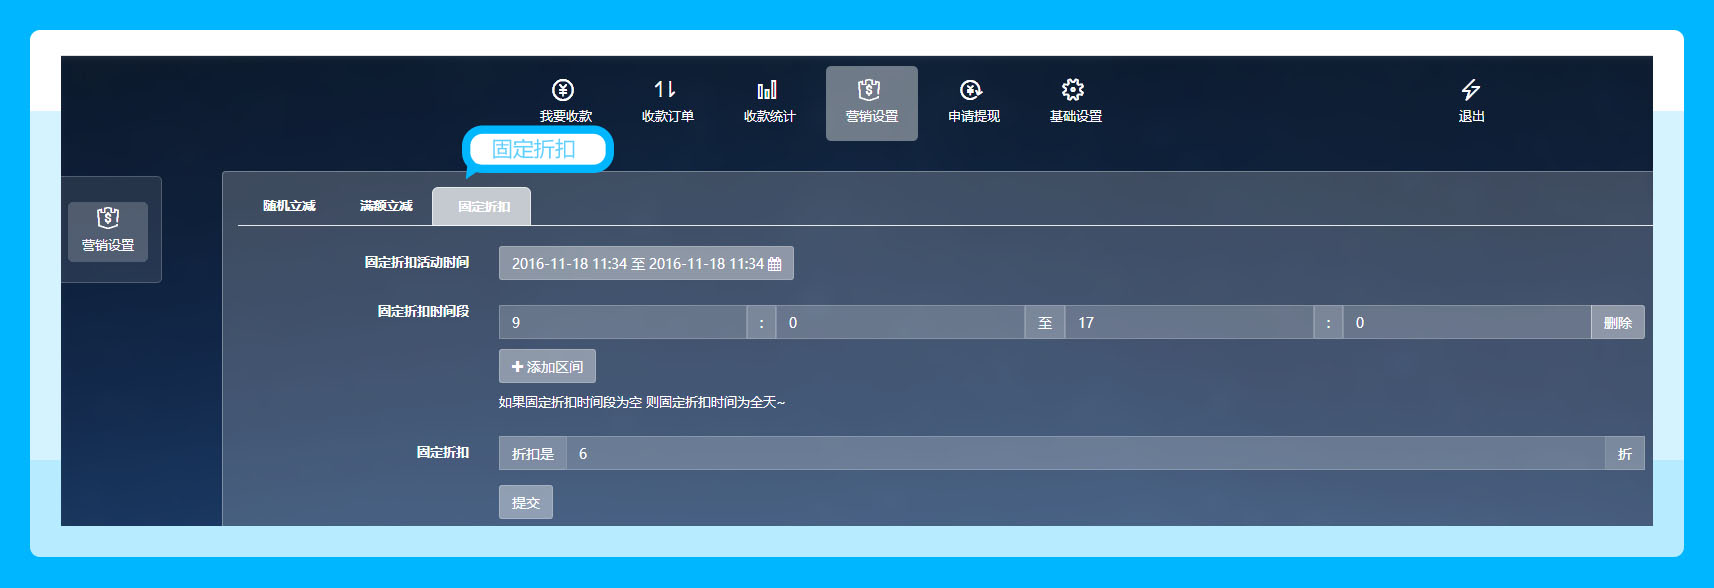 我要收款 收款订单 收款统计 营销设置 申请提现 基础设置 退出
固定折扣
随机立减 满额立减 固定折扣
营销设置
固定折扣活动时间 2016-11-18 11:34 至 2016-11-18 11:34
固定折扣时间段 9 : 0 至 17 : 0 删除
添加区间
如果固定折扣时间段为空 则固定折扣时间为全天~
固定折扣 折扣是 6 折
提交